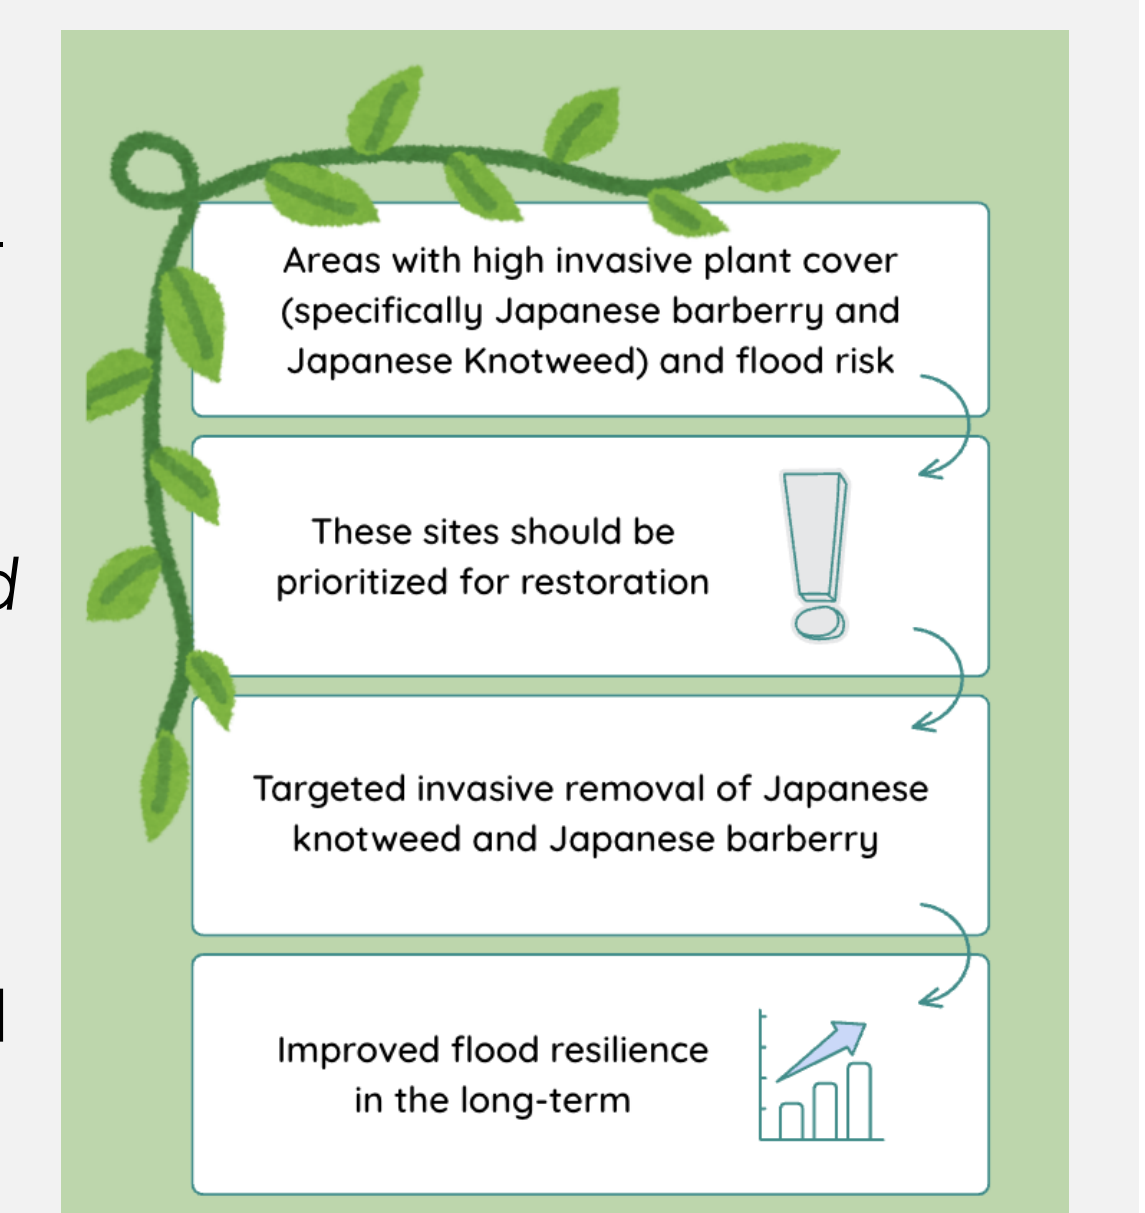 Areas with high invasive plant cover
(specifically Japanese barberry and
Japanese Knotweed) and flood risk
These sites should be
prioritized for restoration
Targeted invasive removal of Japanese
knotweed and Japanese barberry
Improved flood resilience
in the long-term